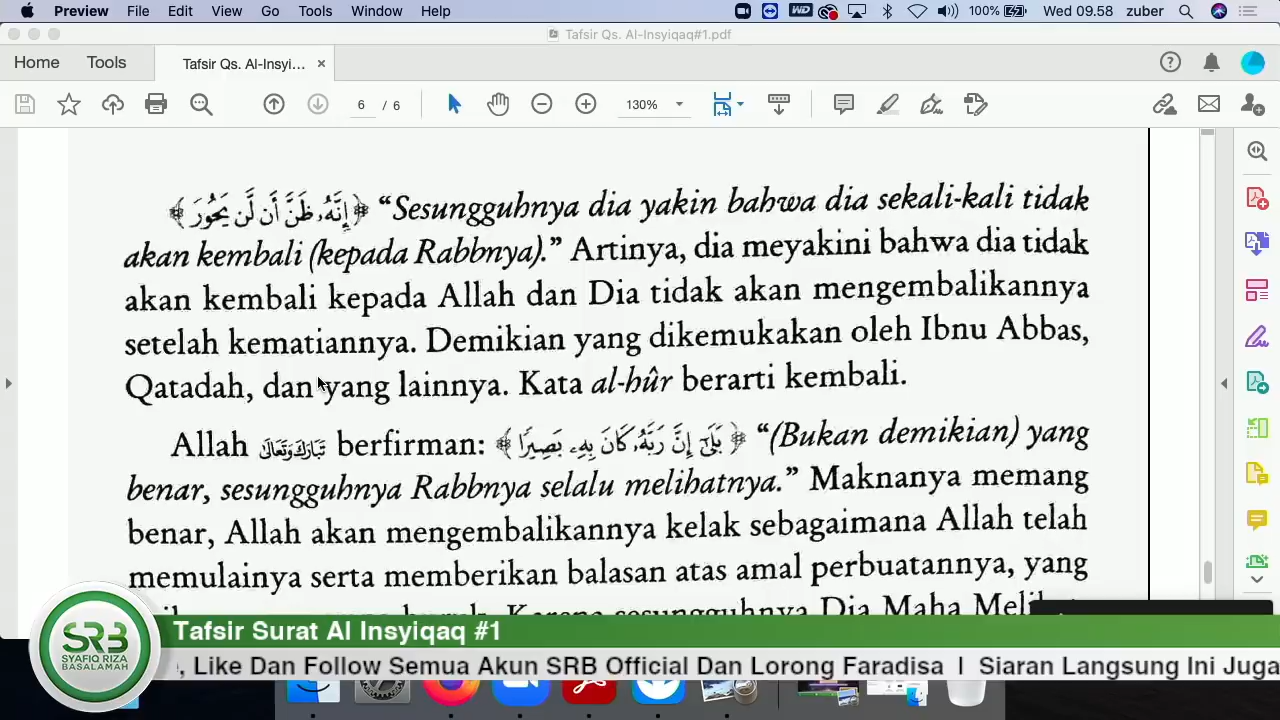 Preview File Edit View Go Tools Window Help 100% Wed 09.58 zuber
Tafsir Qs. Al-Insyiqaq#1.pdf
Home Tools Tafsir Qs. Al-Insyi... ×
6 / 6 130%
﴿إِنَّهُۥ ظَنَّ أَن لَّن يَحُورَ﴾ “Sesungguhnya dia yakin bahwa dia sekali-kali tidak
akan kembali (kepada Rabbnya).” Artinya, dia meyakini bahwa dia tidak
akan kembali kepada Allah dan Dia tidak akan mengembalikannya
setelah kematiannya. Demikian yang dikemukakan oleh Ibnu Abbas,
Qatadah, dan yang lainnya. Kata al-hûr berarti kembali.
Allah تَبَارَكَ وَتَعَالَى berfirman: ﴿بَلَىٰٓ إِنَّ رَبَّهُۥ كَانَ بِهِۦ بَصِيرًا﴾ “(Bukan demikian) yang
benar, sesungguhnya Rabbnya selalu melihatnya.” Maknanya memang
benar, Allah akan mengembalikannya kelak sebagaimana Allah telah
memulainya serta memberikan balasan atas amal perbuatannya, yang
Karena sesungguhnya Dia Maha
SRB
SYAFIQ RIZA
BASALAMAH
Tafsir Surat Al Insyiqaq #1
, Like Dan Follow Semua Akun SRB Official Dan Lorong Faradisa I Siaran Langsung Ini Juga